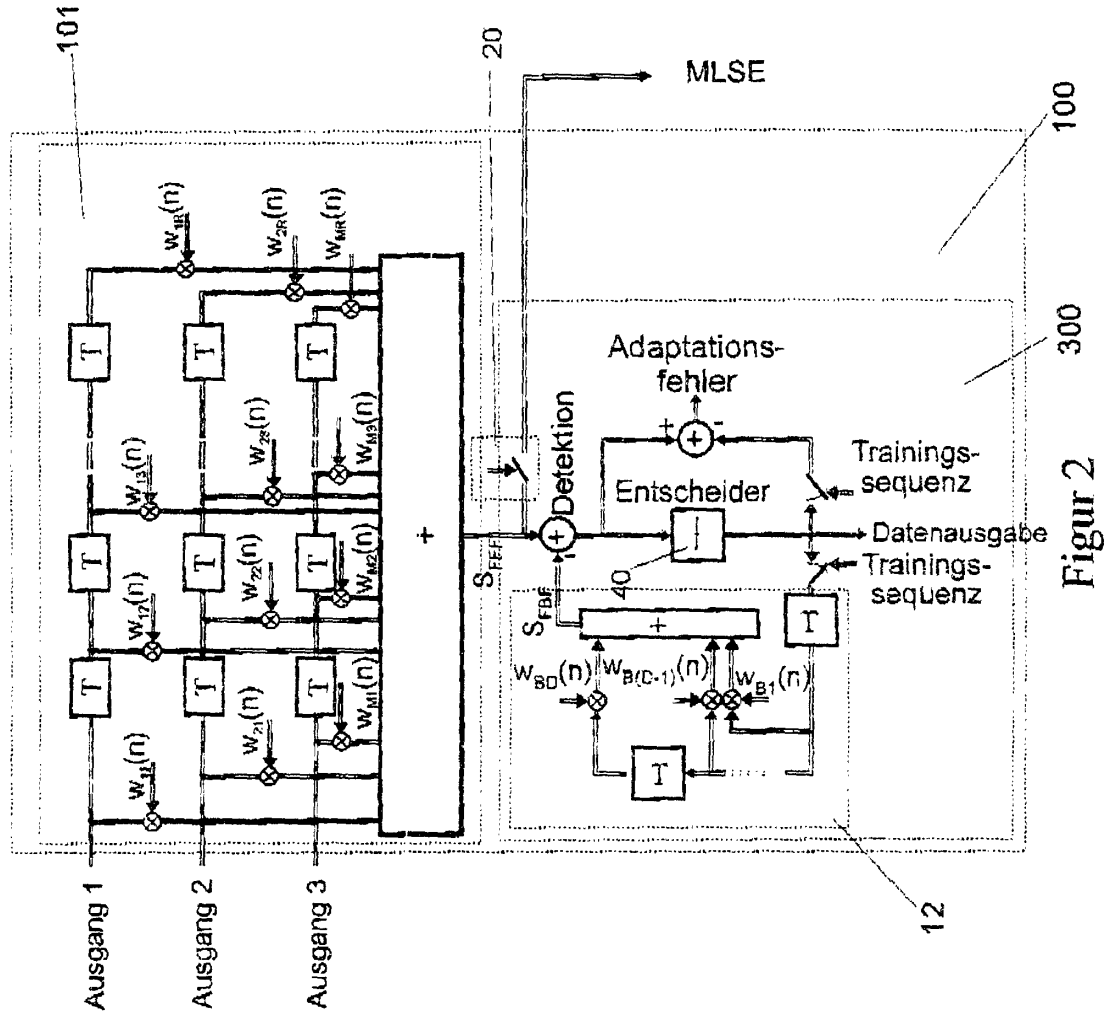 101
Ausgang 1
T
T
T
w₁₁(n)
w₁₂(n)
w₁₃(n)
w₁R(n)
Ausgang 2
T
T
T
w₂₁(n)
w₂₂(n)
w₂₃(n)
w₂R(n)
Ausgang 3
T
T
T
wM1(n)
wM2(n)
wM3(n)
wMR(n)
+
20
SFEF
MLSE
Detektion
+
-
SFBF
Adaptations-
fehler
+
+
-
Entscheider
40
wBD(n)
wB(D-1)(n)
wB1(n)
+
T
T
Trainings-
sequenz
Datenausgabe
Trainings-
sequenz
12
100
300
Figur 2